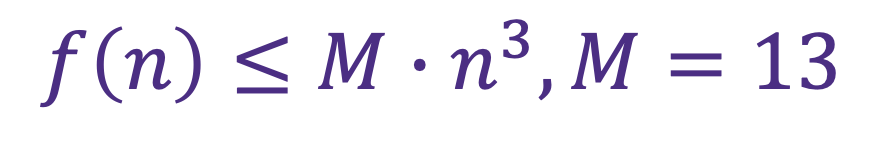 f(n) ≤ M · n³, M = 13